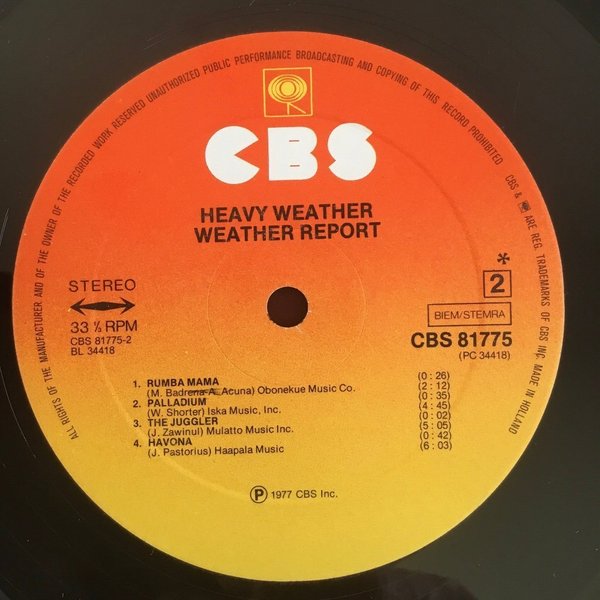 ALL RIGHTS OF THE MANUFACTURER AND OF THE OWNER OF THE RECORDED WORK RESERVED UNAUTHORIZED PUBLIC PERFORMANCE BROADCASTING AND COPYING OF THIS RECORD PROHIBITED CBS & ARE REG. TRADEMARKS OF CBS INC. MADE IN HOLLAND
CBS
HEAVY WEATHER
WEATHER REPORT
STEREO
33 ⅓ RPM
CBS 81775-2
BL 34418
*
2
BIEM/STEMRA
CBS 81775
(PC 34418)
1. RUMBA MAMA (0:26)
(M. Badrena-A. Acuna) Obonekue Music Co. (2:12)
2. PALLADIUM (0:35)
(W. Shorter) Iska Music, Inc. (4:45)
3. THE JUGGLER (0:02)
(J. Zawinul) Mulatto Music Inc. (5:05)
4. HAVONA (0:42)
(J. Pastorius) Haapala Music (6:03)
Ⓟ 1977 CBS Inc.